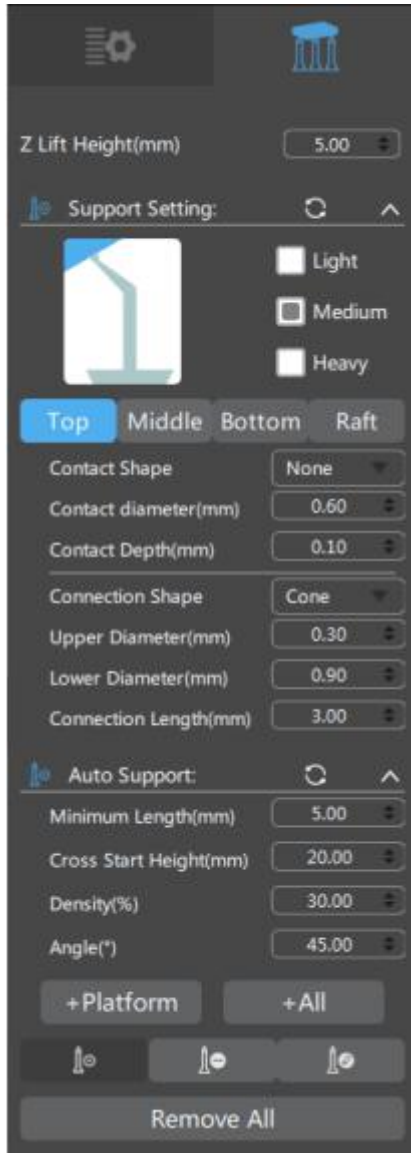 Z Lift Height(mm) 5.00
Support Setting:
Light
Medium
Heavy
Top Middle Bottom Raft
Contact Shape None
Contact diameter(mm) 0.60
Contact Depth(mm) 0.10
Connection Shape Cone
Upper Diameter(mm) 0.30
Lower Diameter(mm) 0.90
Connection Length(mm) 3.00
Auto Support:
Minimum Length(mm) 5.00
Cross Start Height(mm) 20.00
Density(%) 30.00
Angle(°) 45.00
+Platform +All
Remove All